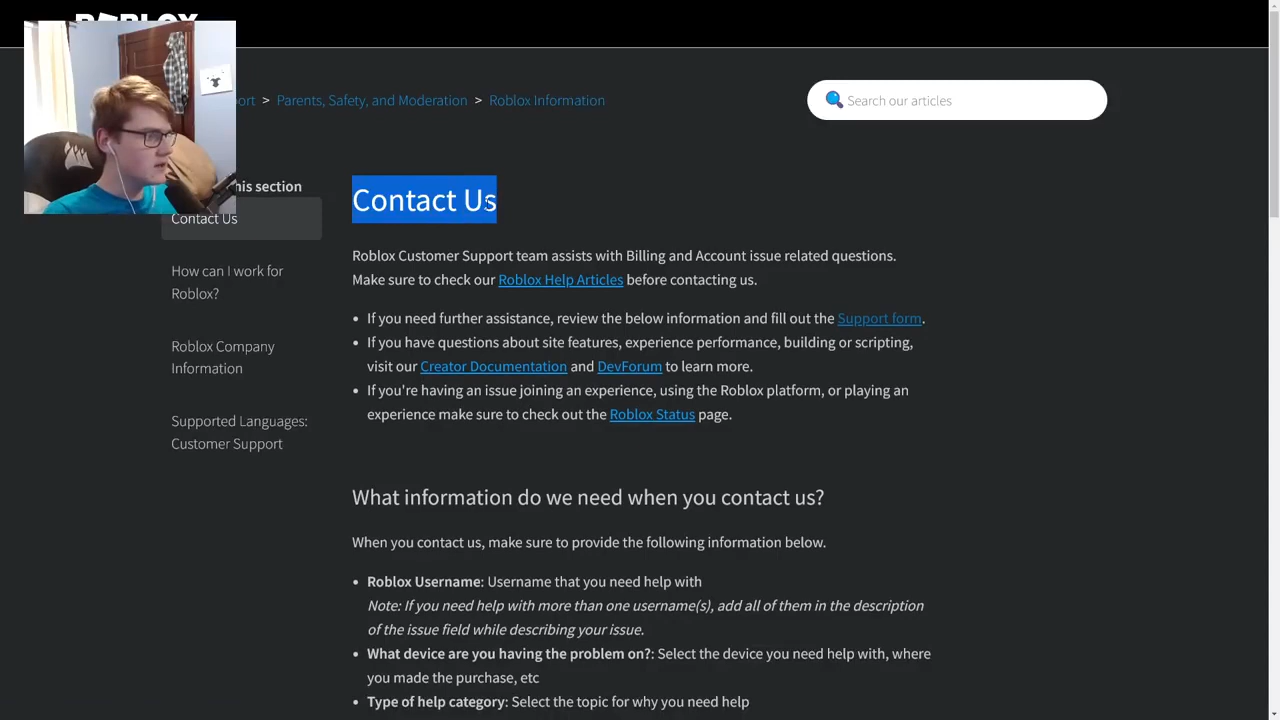 ort > Parents, Safety, and Moderation > Roblox Information
Search our articles
his section
Contact Us
How can I work for
Roblox?
Roblox Company
Information
Supported Languages:
Customer Support
Contact Us
Roblox Customer Support team assists with Billing and Account issue related questions.
Make sure to check our Roblox Help Articles before contacting us.
• If you need further assistance, review the below information and fill out the Support form.
• If you have questions about site features, experience performance, building or scripting,
visit our Creator Documentation and DevForum to learn more.
• If you're having an issue joining an experience, using the Roblox platform, or playing an
experience make sure to check out the Roblox Status page.
What information do we need when you contact us?
When you contact us, make sure to provide the following information below.
• Roblox Username: Username that you need help with
Note: If you need help with more than one username(s), add all of them in the description
of the issue field while describing your issue.
• What device are you having the problem on?: Select the device you need help with, where
you made the purchase, etc
• Type of help category: Select the topic for why you need help